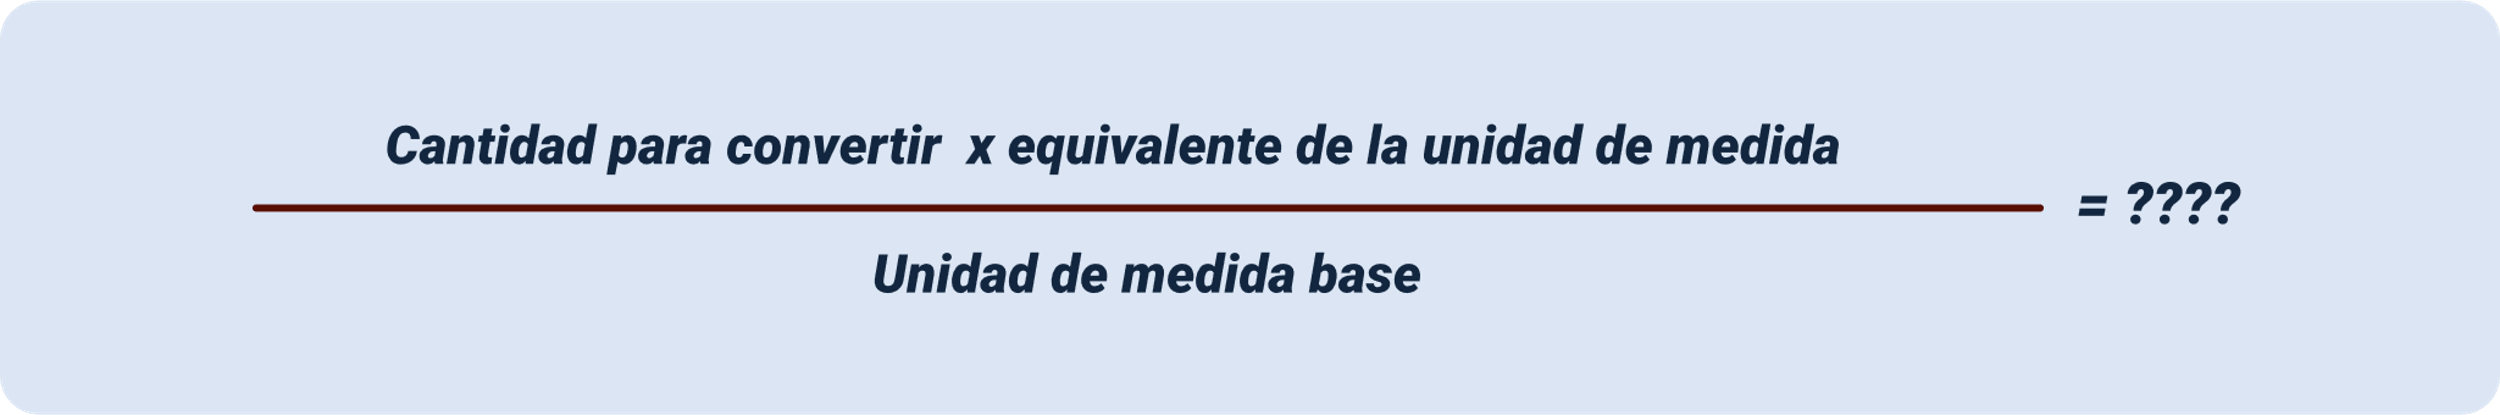 Cantidad para convertir x equivalente de la unidad de medida
= ????
Unidad de medida base